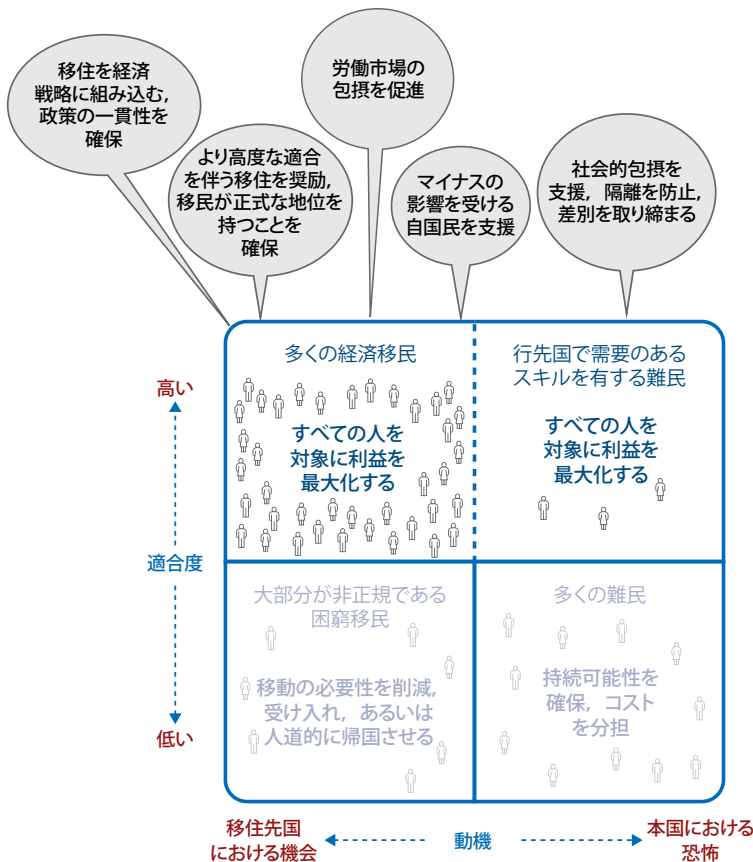 移住を経済
戦略に組み込む，
政策の一貫性を
確保
より高度な適合
を伴う移住を奨励，
移民が正式な地位を
持つことを
確保
労働市場の
包摂を促進
マイナスの
影響を受ける
自国民を支援
社会的包摂を
支援，隔離を防止，
差別を取り締まる
多くの経済移民
すべての人を
対象に利益を
最大化する
行先国で需要のある
スキルを有する難民
すべての人を
対象に利益を
最大化する
高い
適合度
低い
大部分が非正規である
困窮移民
移動の必要性を削減，
受け入れ，あるいは
人道的に帰国させる
多くの難民
持続可能性を
確保，コスト
を分担
移住先国
における機会
動機
本国における
恐怖